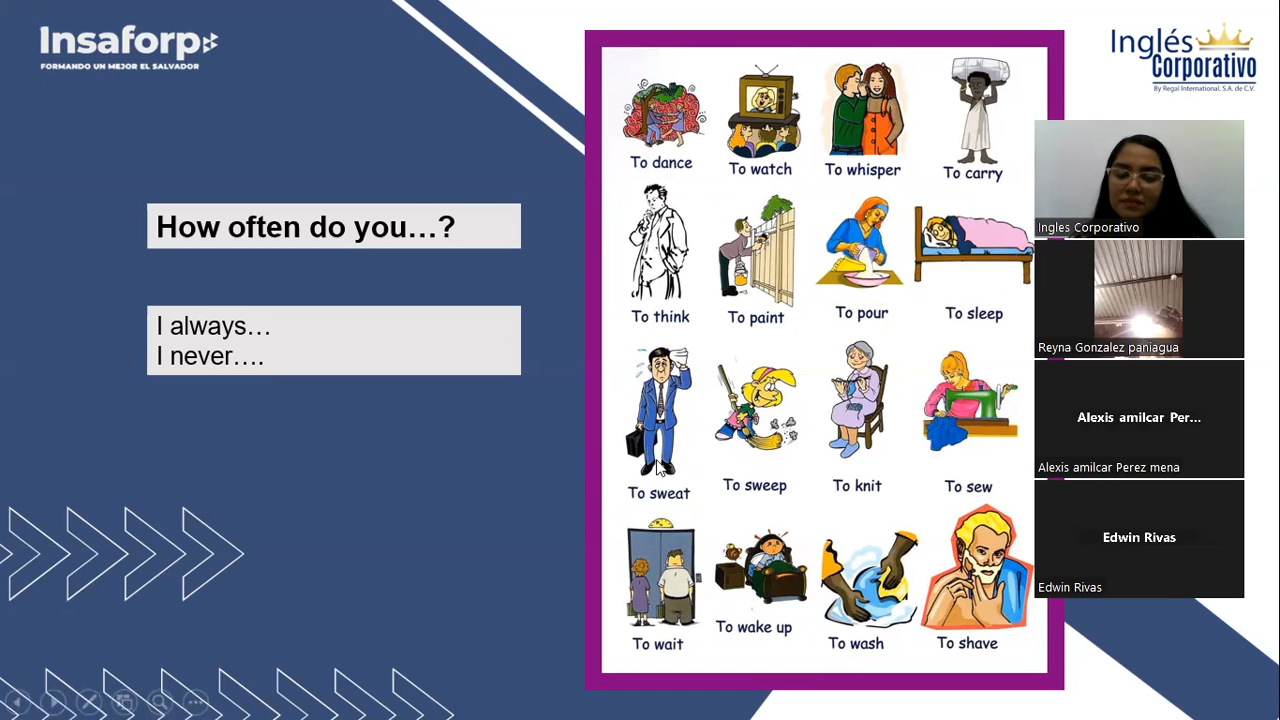 Insaforp
FORMANDO UN MEJOR EL SALVADOR
How often do you…?
I always…
I never….
To dance
To watch
To whisper
To carry
To think
To paint
To pour
To sleep
To sweat
To sweep
To knit
To sew
To wait
To wake up
To wash
To shave
Inglés
Corporativo
By Regal International, S.A. de C.V.
Ingles Corporativo
Reyna Gonzalez paniagua
Alexis amilcar Per...
Alexis amilcar Perez mena
Edwin Rivas
Edwin Rivas